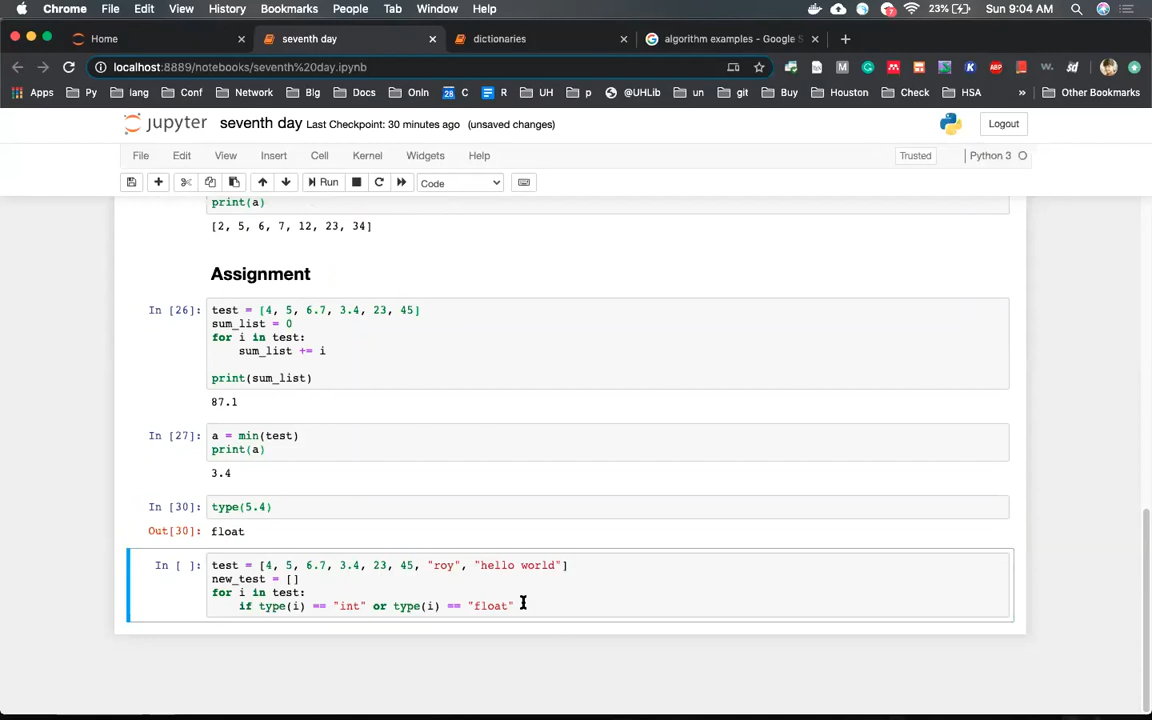 Chrome File Edit View History Bookmarks People Tab Window Help 7 23% Sun 9:04 AM
Home seventh day dictionaries algorithm examples - Google S
localhost:8889/notebooks/seventh%20day.ipynb
Apps Py lang Conf Network Blg Docs OnIn 28 C R UH p @UHLib un git Buy Houston Check HSA » Other Bookmarks
jupyter seventh day Last Checkpoint: 30 minutes ago (unsaved changes) Logout
File Edit View Insert Cell Kernel Widgets Help Trusted Python 3
Run Code
print(a)
[2, 5, 6, 7, 12, 23, 34]
Assignment
In [26]: test = [4, 5, 6.7, 3.4, 23, 45]
sum_list = 0
for i in test:
sum_list += i
print(sum_list)
87.1
In [27]: a = min(test)
print(a)
3.4
In [30]: type(5.4)
Out[30]: float
In [ ]: test = [4, 5, 6.7, 3.4, 23, 45, "roy", "hello world"]
new_test = []
for i in test:
if type(i) == "int" or type(i) == "float"